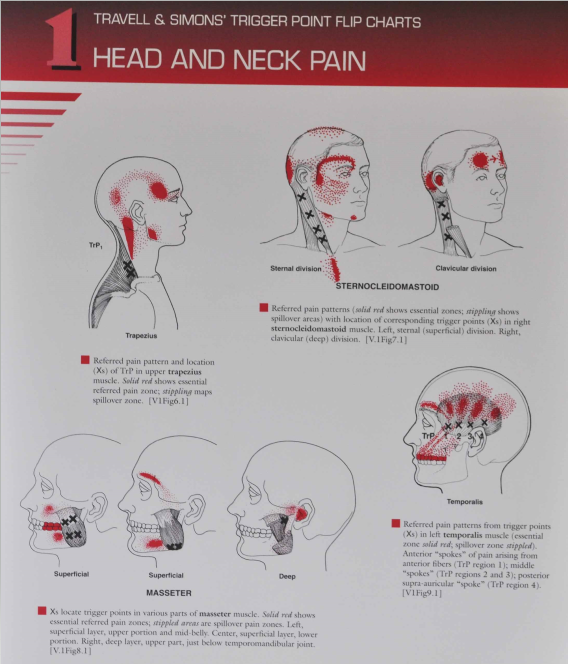 1
TRAVELL & SIMONS' TRIGGER POINT FLIP CHARTS
HEAD AND NECK PAIN
TrP1
Trapezius
Sternal division
Clavicular division
STERNOCLEIDOMASTOID
Referred pain patterns (solid red shows essential zones; stippling shows
spillover areas) with location of corresponding trigger points (Xs) in right
sternocleidomastoid muscle. Left, sternal (superficial) division. Right,
clavicular (deep) division. [V.1Fig7.1]
Referred pain pattern and location
(Xs) of TrP in upper trapezius
muscle. Solid red shows essential
referred pain zone; stippling maps
spillover zone. [V1Fig6.1]
TrP 1 2 3 4
Temporalis
Referred pain patterns from trigger points
(Xs) in left temporalis muscle (essential
zone solid red; spillover zone stippled).
Anterior “spokes” of pain arising from
anterior fibers (TrP region 1); middle
“spokes” (TrP regions 2 and 3); posterior
supra-auricular “spoke” (TrP region 4).
[V1Fig9.1]
Superficial
Superficial
Deep
MASSETER
Xs locate trigger points in various parts of masseter muscle. Solid red shows
essential referred pain zones; stippled areas are spillover pain zones. Left,
superficial layer, upper portion and mid-belly. Center, superficial layer, lower
portion. Right, deep layer, upper part, just below temporomandibular joint.
[V.1Fig8.1]